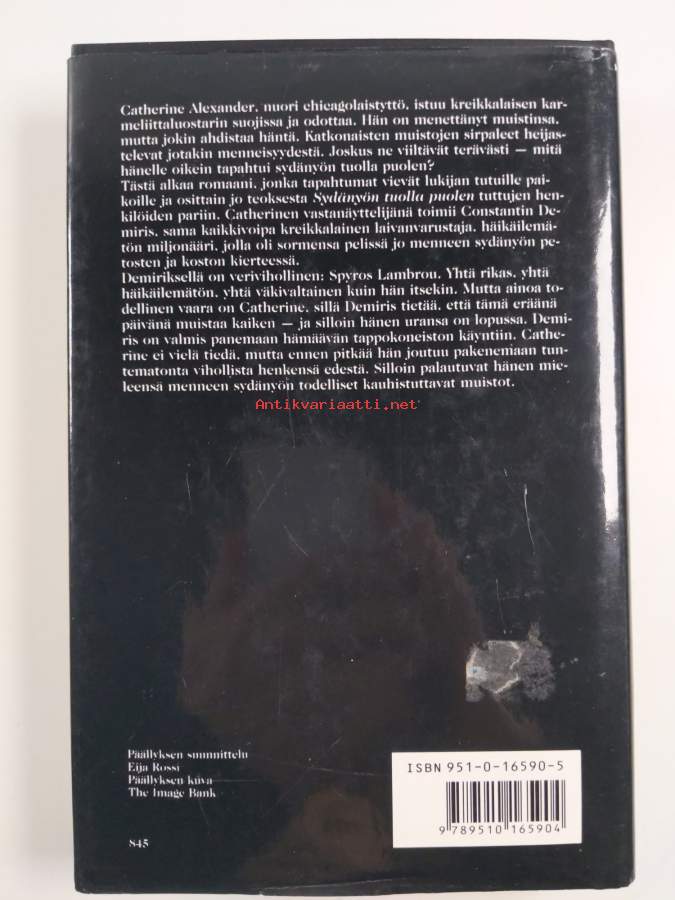 Catherine Alexander, nuori chicagolaistyttö, istuu kreikkalaisen kar-
meliittaluostarin suojissa ja odottaa. Hän on menettänyt muistinsa,
mutta jokin ahdistaa häntä. Katkonaisten muistojen sirpaleet heijas-
televat jotakin menneisyydestä. Joskus ne viiltävät terävästi — mitä
hänelle oikein tapahtui sydänyön tuolla puolen?
Tästä alkaa romaani, jonka tapahtumat vievät lukijan tutuille pai-
koille ja osittain jo teoksesta Sydänyön tuolla puolen tuttujen hen-
kilöiden pariin. Catherinen vastanäyttelijänä toimii Constantin De-
miris, sama kaikkivoipa kreikkalainen laivanvarustaja, häikäilemä-
tön miljonääri, jolla oli sormensa pelissä jo menneen sydänyön pe-
tosten ja koston kierteessä.
Demiriksellä on verivihollinen: Spyros Lambrou. Yhtä rikas, yhtä
häikäilemätön, yhtä väkivaltainen kuin hän itsekin. Mutta ainoa to-
dellinen vaara on Catherine, sillä Demiris tietää, että tämä eräänä
päivänä muistaa kaiken — ja silloin hänen uransa on lopussa. Demi-
ris on valmis panemaan hämäävän tappokoneiston käyntiin. Cathe-
rine ei vielä tiedä, mutta ennen pitkää hän joutuu pakenemaan tun-
tematonta vihollista henkensä edestä. Silloin palautuvat hänen mie-
leensä menneen sydänyön todelliset kauhistuttavat muistot.
Antikvariaatti.net
Päällyksen suunnittelu
Eija Rossi
Päällyksen kuva
The Image Bank
845
ISBN 951-0-16590-5
9 789510 165904